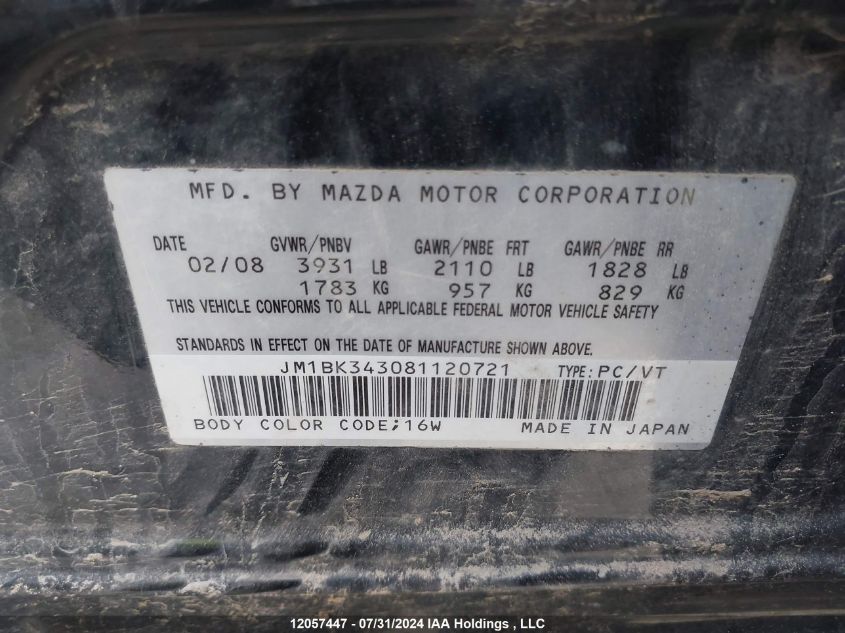 MFD. BY MAZDA MOTOR CORPORATION
DATE GVWR/PNBV GAWR/PNBE FRT GAWR/PNBE RR
02/08 3931 LB 2110 LB 1828 LB
1783 KG 957 KG 829 KG
THIS VEHICLE CONFORMS TO ALL APPLICABLE FEDERAL MOTOR VEHICLE SAFETY
STANDARDS IN EFFECT ON THE DATE OF MANUFACTURE SHOWN ABOVE.
JM1BK343081120721 TYPE:PC/VT
BODY COLOR CODE;16W MADE IN JAPAN
12057447 - 07/31/2024 IAA Holdings , LLC